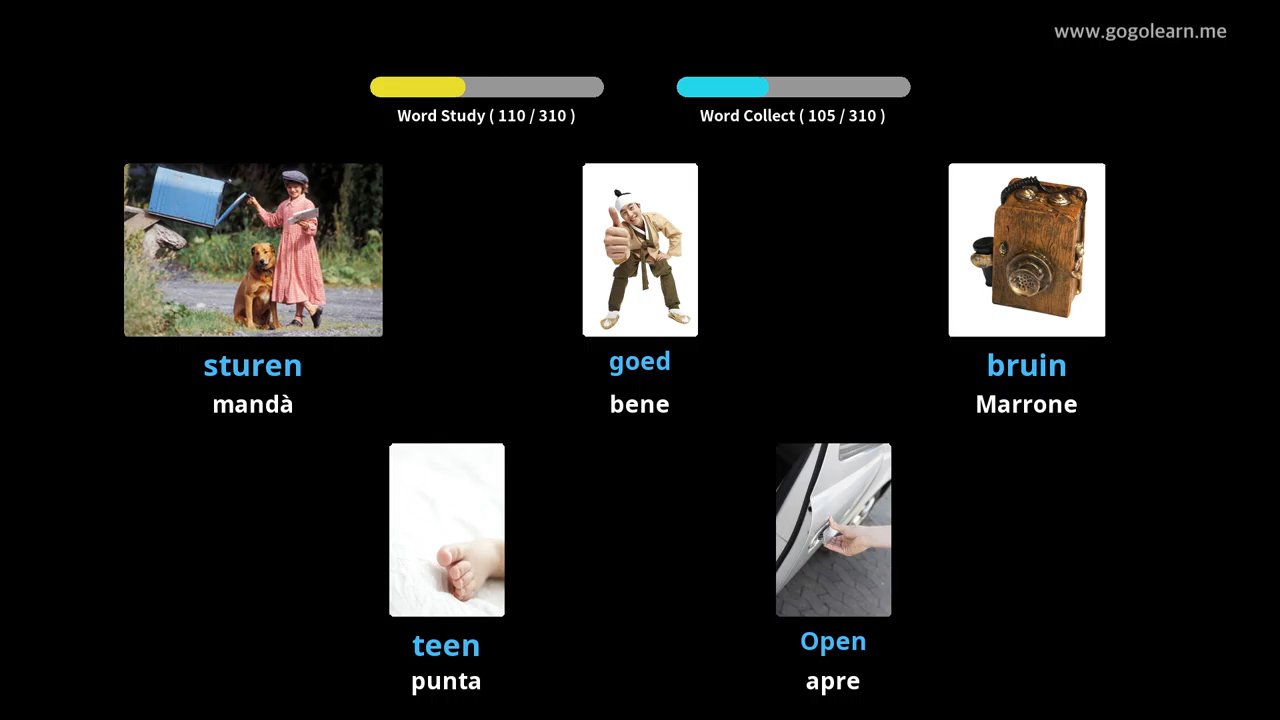 www.gogolearn.me
Word Study ( 110 / 310 )
Word Collect ( 105 / 310 )
sturen
mandà
goed
bene
bruin
Marrone
teen
punta
Open
apre